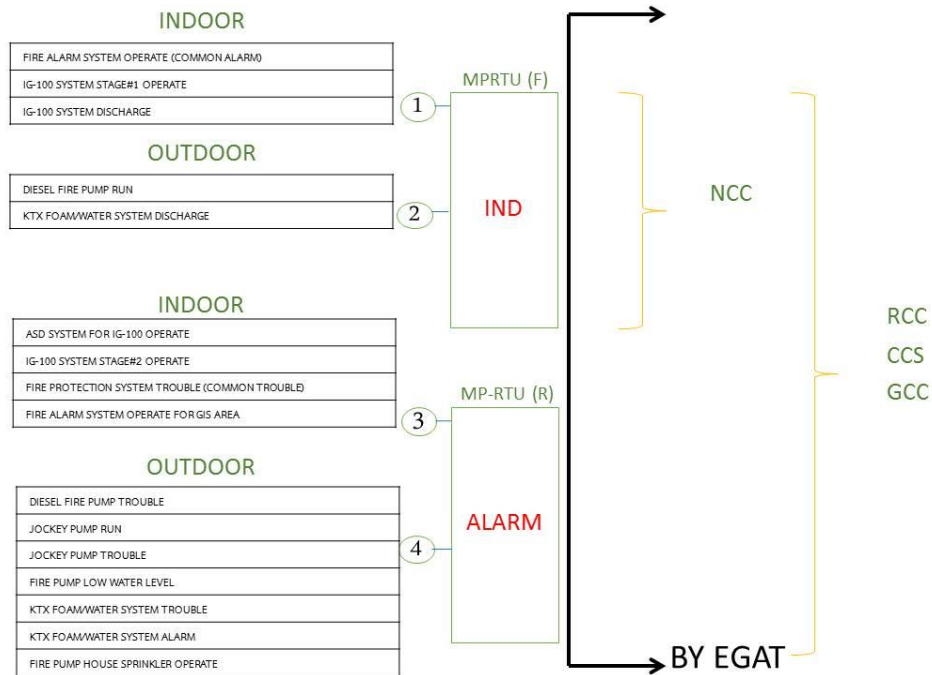 INDOOR
FIRE ALARM SYSTEM OPERATE (COMMON ALARM)
IG-100 SYSTEM STAGE#1 OPERATE
IG-100 SYSTEM DISCHARGE
1
OUTDOOR
DIESEL FIRE PUMP RUN
KTX FOAM/WATER SYSTEM DISCHARGE
2
MPRTU (F)
IND
INDOOR
ASD SYSTEM FOR IG-100 OPERATE
IG-100 SYSTEM STAGE#2 OPERATE
FIRE PROTECTION SYSTEM TROUBLE (COMMON TROUBLE)
FIRE ALARM SYSTEM OPERATE FOR GIS AREA
3
OUTDOOR
DIESEL FIRE PUMP TROUBLE
JOCKEY PUMP RUN
JOCKEY PUMP TROUBLE
FIRE PUMP LOW WATER LEVEL
KTX FOAM/WATER SYSTEM TROUBLE
KTX FOAM/WATER SYSTEM ALARM
FIRE PUMP HOUSE SPRINKLER OPERATE
4
MP-RTU (R)
ALARM
NCC
RCC
CCS
GCC
BY EGAT